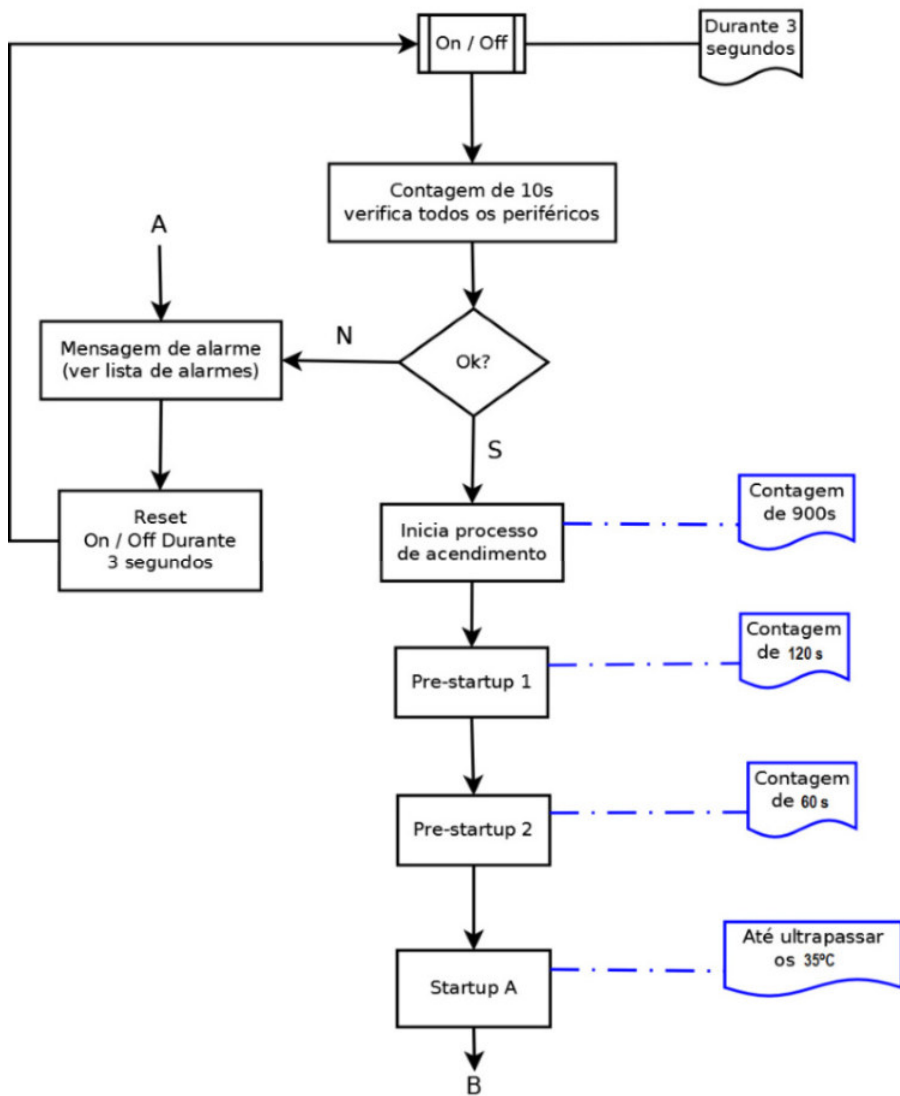 On / Off
Durante 3
segundos
Contagem de 10s
verifica todos os periféricos
A
Mensagem de alarme
(ver lista de alarmes)
N
Ok?
S
Reset
On / Off Durante
3 segundos
Inicia processo
de acendimento
Contagem
de 900s
Pre-startup 1
Contagem
de 120 s
Pre-startup 2
Contagem
de 60 s
Startup A
Até ultrapassar
os 35ºC
B